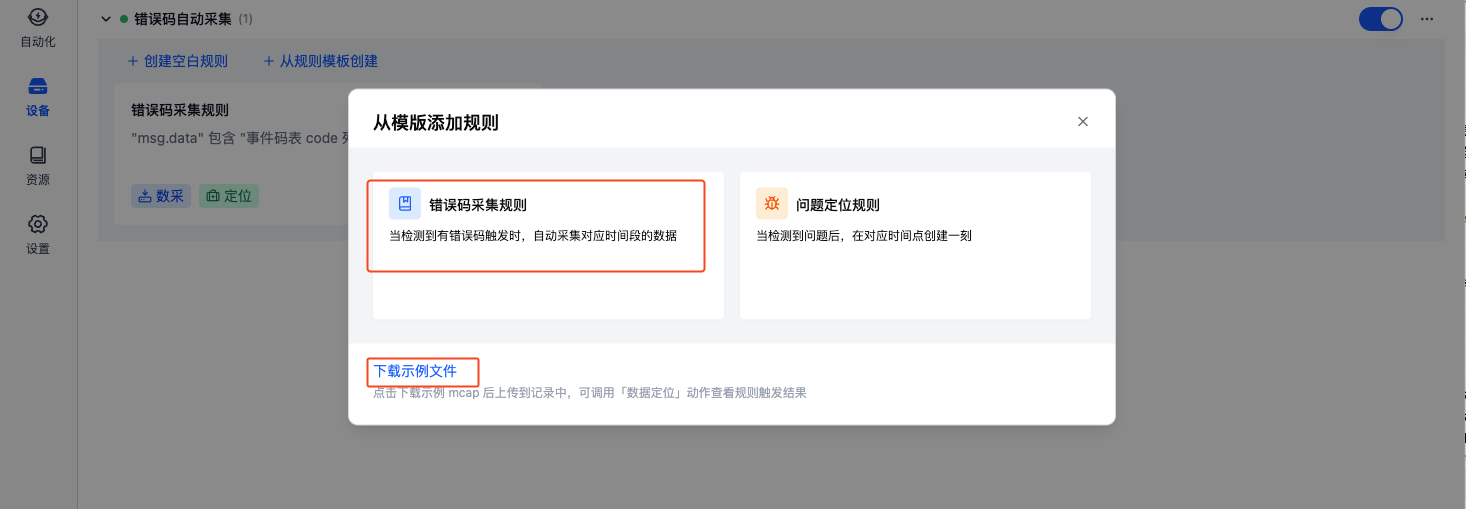 自动化
设备
资源
设置
错误码自动采集 (1)
+ 创建空白规则 + 从规则模板创建
错误码采集规则
"msg.data" 包含 "事件码表 code
数采 定位
从模版添加规则
错误码采集规则
当检测到有错误码触发时，自动采集对应时间段的数据
问题定位规则
当检测到问题后，在对应时间点创建一刻
下载示例文件
点击下载示例 mcap 后上传到记录中，可调用「数据定位」动作查看规则触发结果